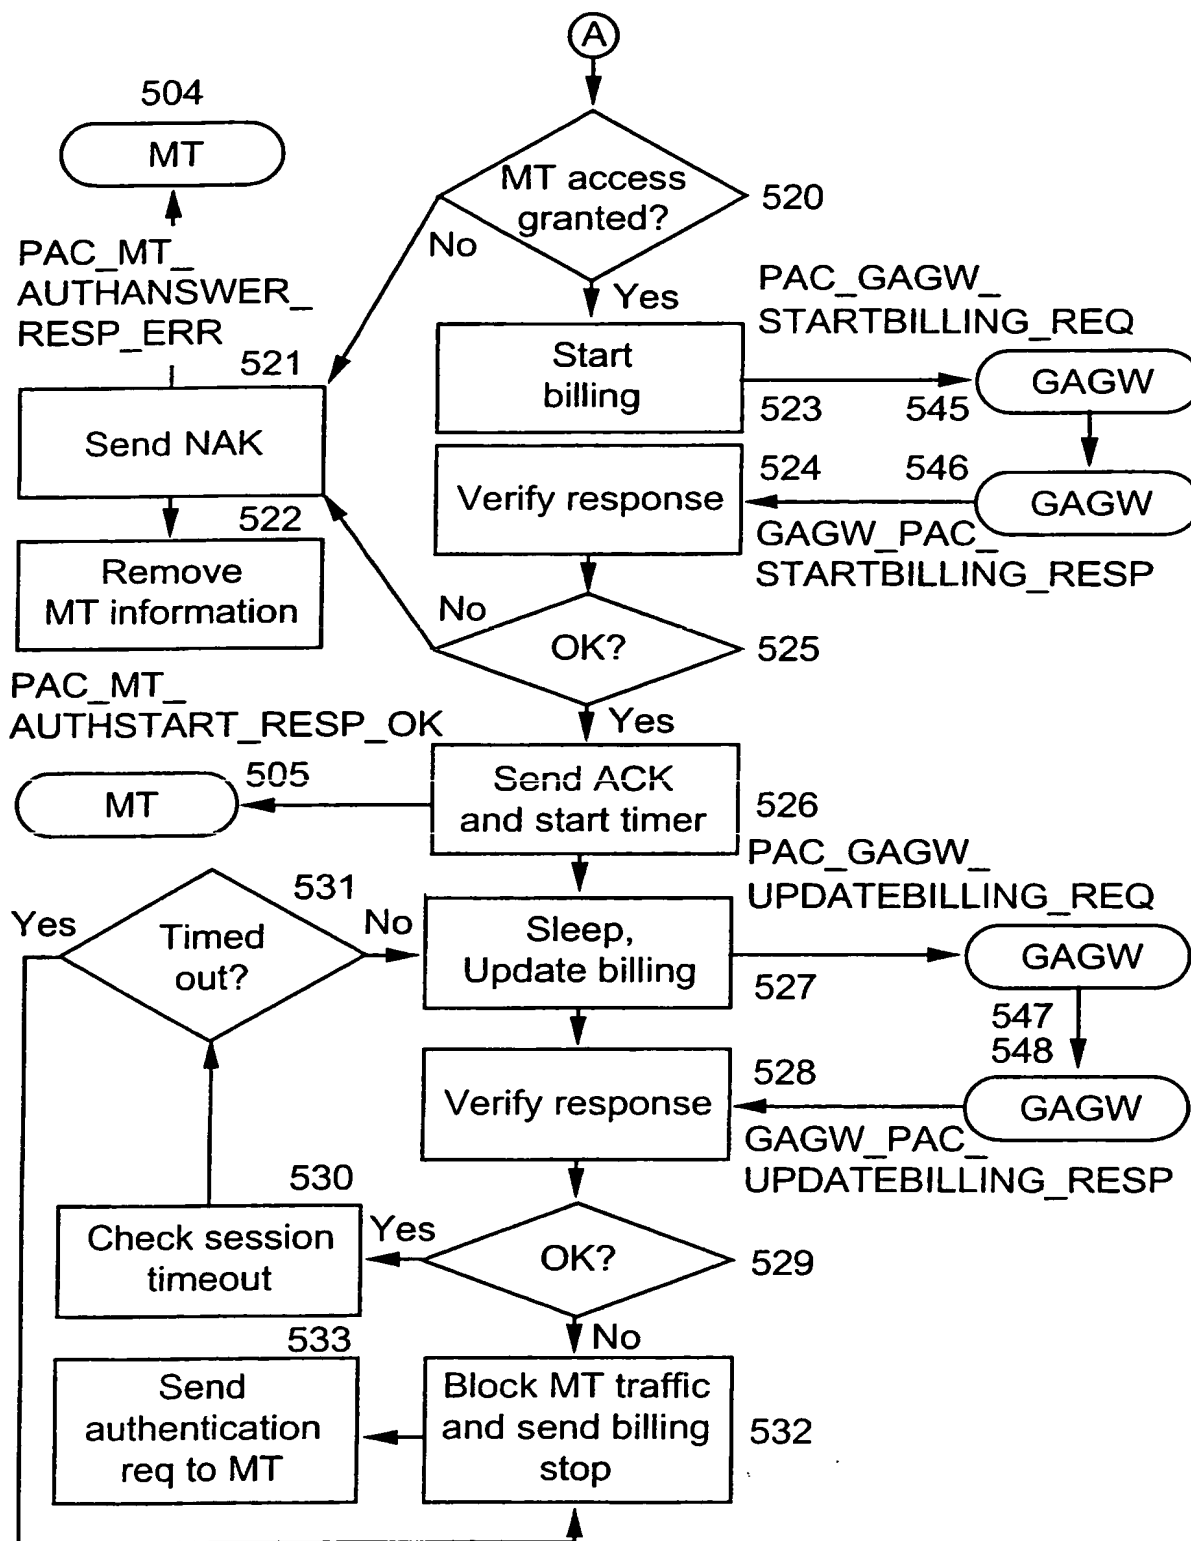 A
504
MT
MT access
granted?
520
No
Yes
PAC_MT_
AUTHANSWER_
RESP_ERR
PAC_GAGW_
STARTBILLING_REQ
521
Start
billing
GAGW
523
545
Send NAK
524
546
Verify response
GAGW
522
GAGW_PAC_
STARTBILLING_RESP
Remove
MT information
No
OK?
525
PAC_MT_
AUTHSTART_RESP_OK
Yes
505
MT
Send ACK
and start timer
526
PAC_GAGW_
UPDATEBILLING_REQ
531
Yes
No
Timed
out?
Sleep,
Update billing
GAGW
527
547
548
528
Verify response
GAGW
GAGW_PAC_
UPDATEBILLING_RESP
530
Yes
Check session
timeout
OK?
529
533
No
Send
authentication
req to MT
Block MT traffic
and send billing
stop
532